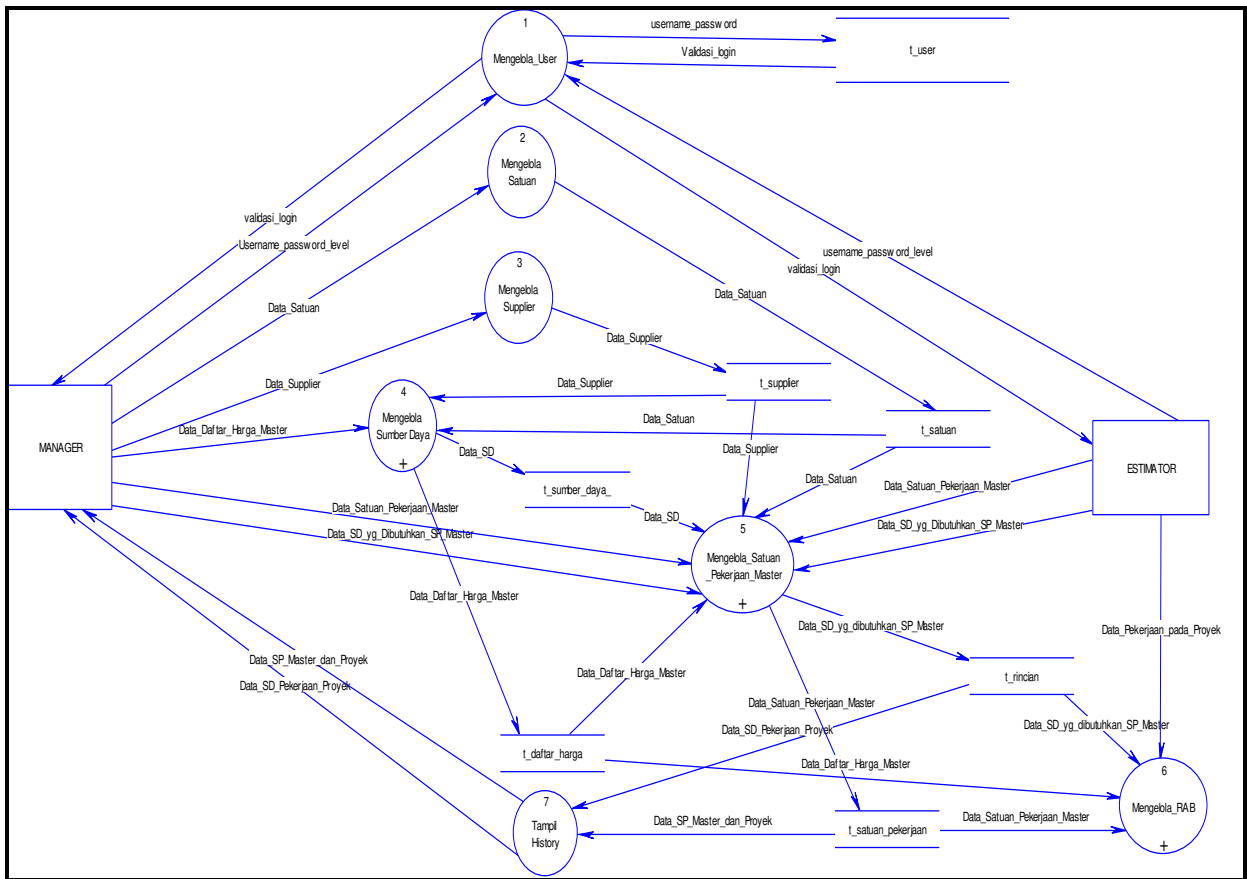 1
Mengelola_User
username_password
Validasi_login
t_user
2
Mengelola
Satuan
validasi_login
Username_password_level
username_password_level
validasi_login
3
Mengelola
Supplier
Data_Satuan
Data_Satuan
Data_Supplier
Data_Supplier
Data_Supplier
t_supplier
4
Mengelola
Sumber Daya
+
Data_Daftar_Harga_Master
MANAGER
Data_Satuan
t_satuan
Data_SD
Data_Supplier
Data_Satuan
ESTIMATOR
Data_Satuan_Pekerjaan_Master
t_sumber_daya_
Data_SD
Data_Satuan_Pekerjaan_Master
Data_SD_yg_Dibutuhkan_SP_Master
Data_SD_yg_Dibutuhkan_SP_Master
5
Mengelola_Satuan
_Pekerjaan_Master
+
Data_Daftar_Harga_Master
Data_SD_yg_dibutuhkan_SP_Master
Data_Pekerjaan_pada_Proyek
Data_SP_Master_dan_Proyek
Data_SD_Pekerjaan_Proyek
Data_Daftar_Harga_Master
t_rincian
Data_Satuan_Pekerjaan_Master
Data_SD_Pekerjaan_Proyek
Data_SD_yg_dibutuhkan_SP_Master
t_daftar_harga
Data_Daftar_Harga_Master
6
Mengelola_RAB
+
7
Tampil
History
Data_SP_Master_dan_Proyek
t_satuan_pekerjaan
Data_Satuan_Pekerjaan_Master